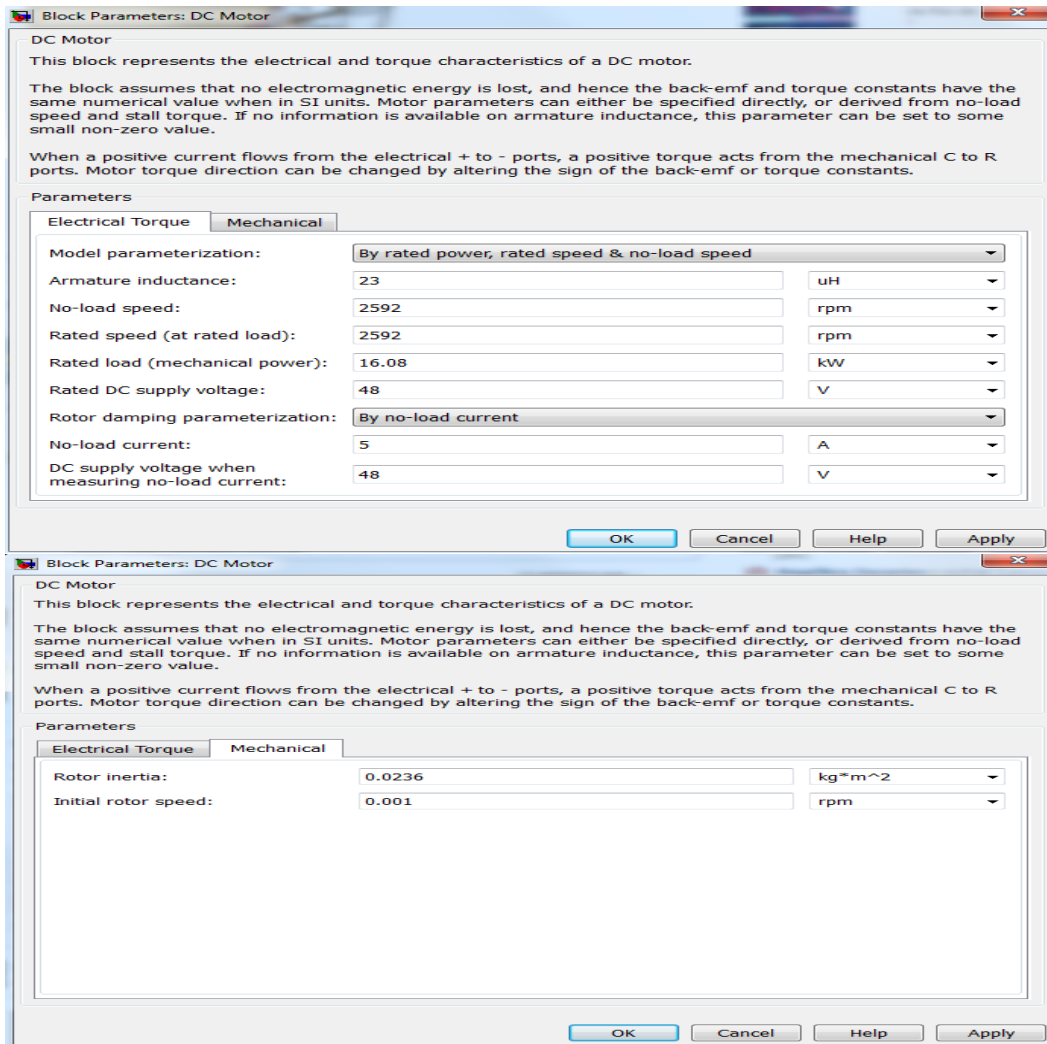 Block Parameters: DC Motor
DC Motor
This block represents the electrical and torque characteristics of a DC motor.
The block assumes that no electromagnetic energy is lost, and hence the back-emf and torque constants have the
same numerical value when in SI units. Motor parameters can either be specified directly, or derived from no-load
speed and stall torque. If no information is available on armature inductance, this parameter can be set to some
small non-zero value.
When a positive current flows from the electrical + to - ports, a positive torque acts from the mechanical C to R
ports. Motor torque direction can be changed by altering the sign of the back-emf or torque constants.
Parameters
Electrical Torque Mechanical
Model parameterization: By rated power, rated speed & no-load speed
Armature inductance: 23 uH
No-load speed: 2592 rpm
Rated speed (at rated load): 2592 rpm
Rated load (mechanical power): 16.08 kW
Rated DC supply voltage: 48 V
Rotor damping parameterization: By no-load current
No-load current: 5 A
DC supply voltage when
measuring no-load current: 48 V
OK Cancel Help Apply
Block Parameters: DC Motor
DC Motor
This block represents the electrical and torque characteristics of a DC motor.
The block assumes that no electromagnetic energy is lost, and hence the back-emf and torque constants have the
same numerical value when in SI units. Motor parameters can either be specified directly, or derived from no-load
speed and stall torque. If no information is available on armature inductance, this parameter can be set to some
small non-zero value.
When a positive current flows from the electrical + to - ports, a positive torque acts from the mechanical C to R
ports. Motor torque direction can be changed by altering the sign of the back-emf or torque constants.
Parameters
Electrical Torque Mechanical
Rotor inertia: 0.0236 kg*m^2
Initial rotor speed: 0.001 rpm
OK Cancel Help Apply